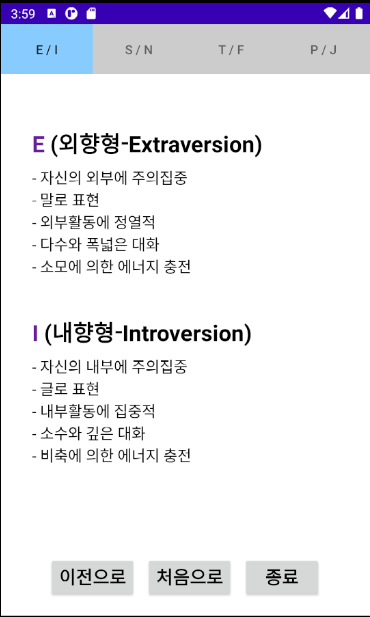 3:59
E / I S / N T / F P / J
E (외향형-Extraversion)
- 자신의 외부에 주의집중
- 말로 표현
- 외부활동에 정열적
- 다수와 폭넓은 대화
- 소모에 의한 에너지 충전
I (내향형-Introversion)
- 자신의 내부에 주의집중
- 글로 표현
- 내부활동에 집중적
- 소수와 깊은 대화
- 비축에 의한 에너지 충전
이전으로 처음으로 종료